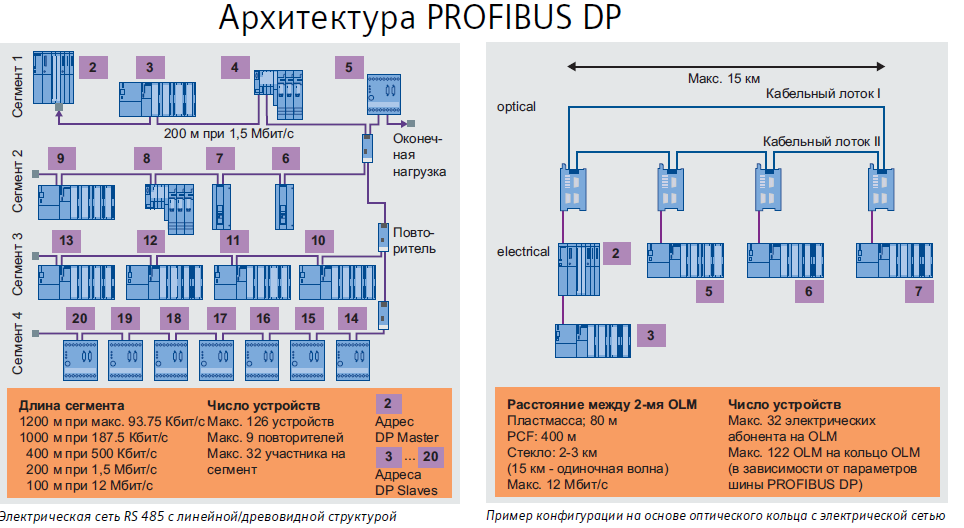 Архитектура PROFIBUS DP
Сегмент 1
2
3
4
5
200 м при 1,5 Мбит/с
Оконеч-
ная
нагрузка
Сегмент 2
9
8
7
6
Повто-
ритель
Сегмент 3
13
12
11
10
Сегмент 4
20
19
18
17
16
15
14
Длина сегмента
1200 м при макс. 93.75 Кбит/с
1000 м при 187.5 Кбит/с
400 м при 500 Кбит/с
200 м при 1,5 Мбит/с
100 м при 12 Мбит/с
Число устройств
Макс. 126 устройств
Макс. 9 повторителей
Макс. 32 участника на
сегмент
2
Адрес
DP Master
3 ... 20
Адреса
DP Slaves
Электрическая сеть RS 485 с линейной/древовидной структурой
Макс. 15 км
optical
Кабельный лоток I
Кабельный лоток II
electrical
2
5
6
7
3
Расстояние между 2-мя OLM
Пластмасса; 80 м
PCF: 400 м
Стекло: 2-3 км
(15 км - одиночная волна)
Макс. 12 Мбит/с
Число устройств
Макс. 32 электрических
абонента на OLM
Макс. 122 OLM на кольцо OLM
(в зависимости от параметров
шины PROFIBUS DP)
Пример конфигурации на основе оптического кольца с электрической сетью